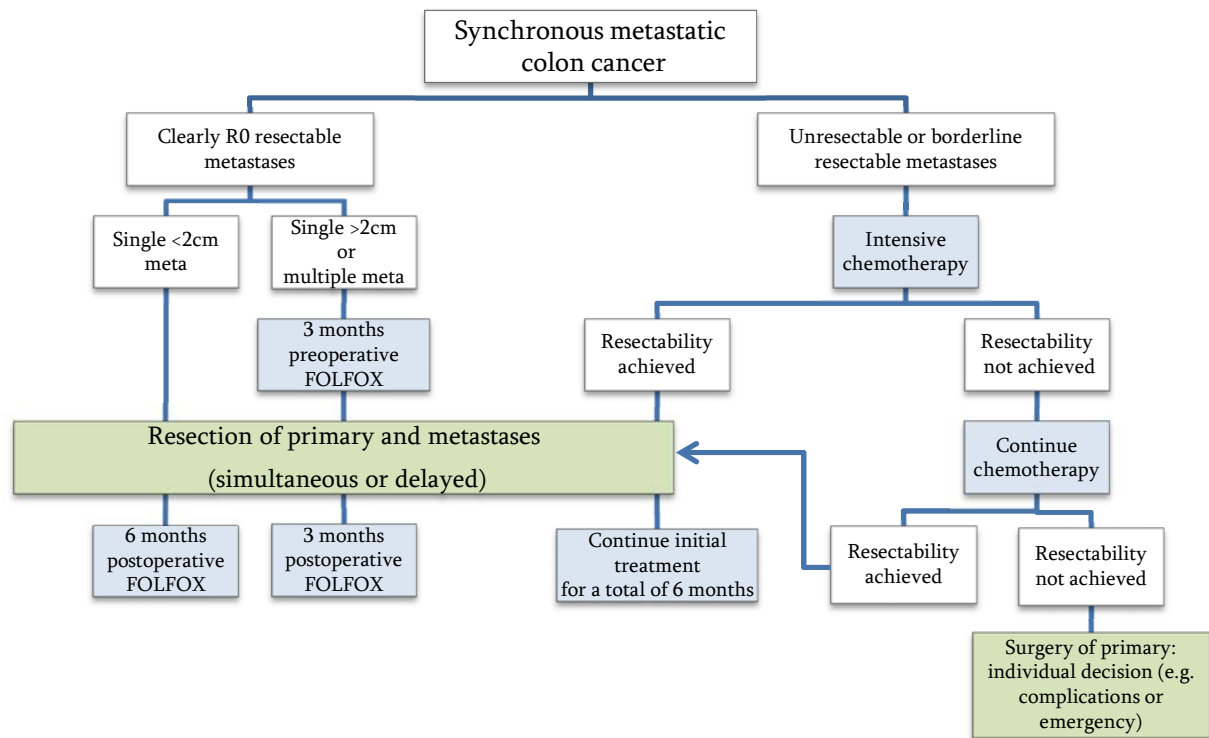 Synchronous metastatic
colon cancer
Clearly R0 resectable
metastases
Unresectable or borderline
resectable metastases
Single <2cm
meta
Single >2cm
or
multiple meta
Intensive
chemotherapy
3 months
preoperative
FOLFOX
Resectability
achieved
Resectability
not achieved
Resection of primary and metastases
(simultaneous or delayed)
Continue
chemotherapy
6 months
postoperative
FOLFOX
3 months
postoperative
FOLFOX
Continue initial
treatment
for a total of 6 months
Resectability
achieved
Resectability
not achieved
Surgery of primary:
individual decision (e.g.
complications or
emergency)